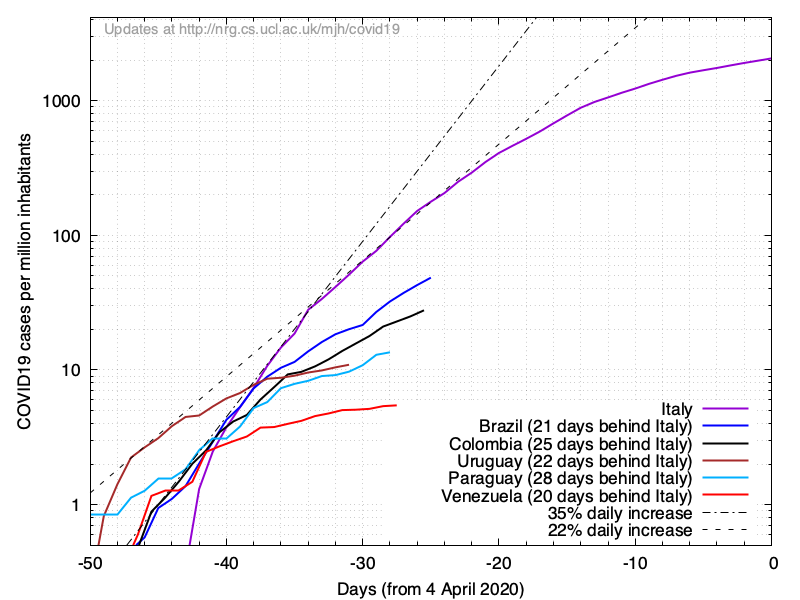 Updates at http://nrg.cs.ucl.ac.uk/mjh/covid19
COVID19 cases per million inhabitants
1000
100
10
1
Italy
Brazil (21 days behind Italy)
Colombia (25 days behind Italy)
Uruguay (22 days behind Italy)
Paraguay (28 days behind Italy)
Venezuela (20 days behind Italy)
35% daily increase
22% daily increase
-50 -40 -30 -20 -10 0
Days (from 4 April 2020)